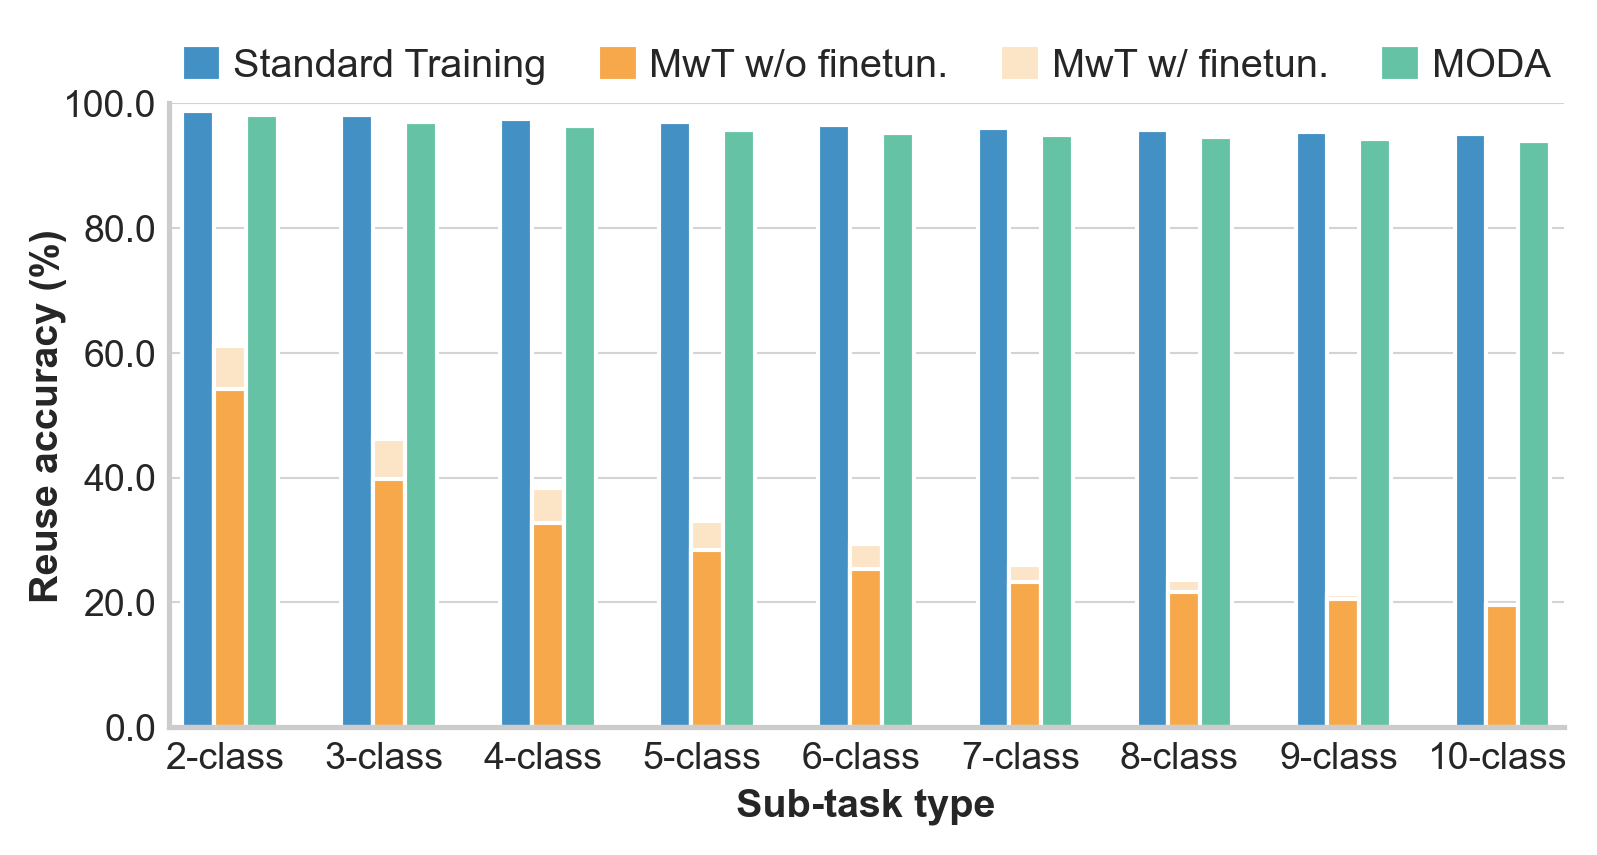 Standard Training MwT w/o finetun. MwT w/ finetun. MODA
Reuse accuracy (%)
100.0
80.0
60.0
40.0
20.0
0.0
2-class 3-class 4-class 5-class 6-class 7-class 8-class 9-class 10-class
Sub-task type